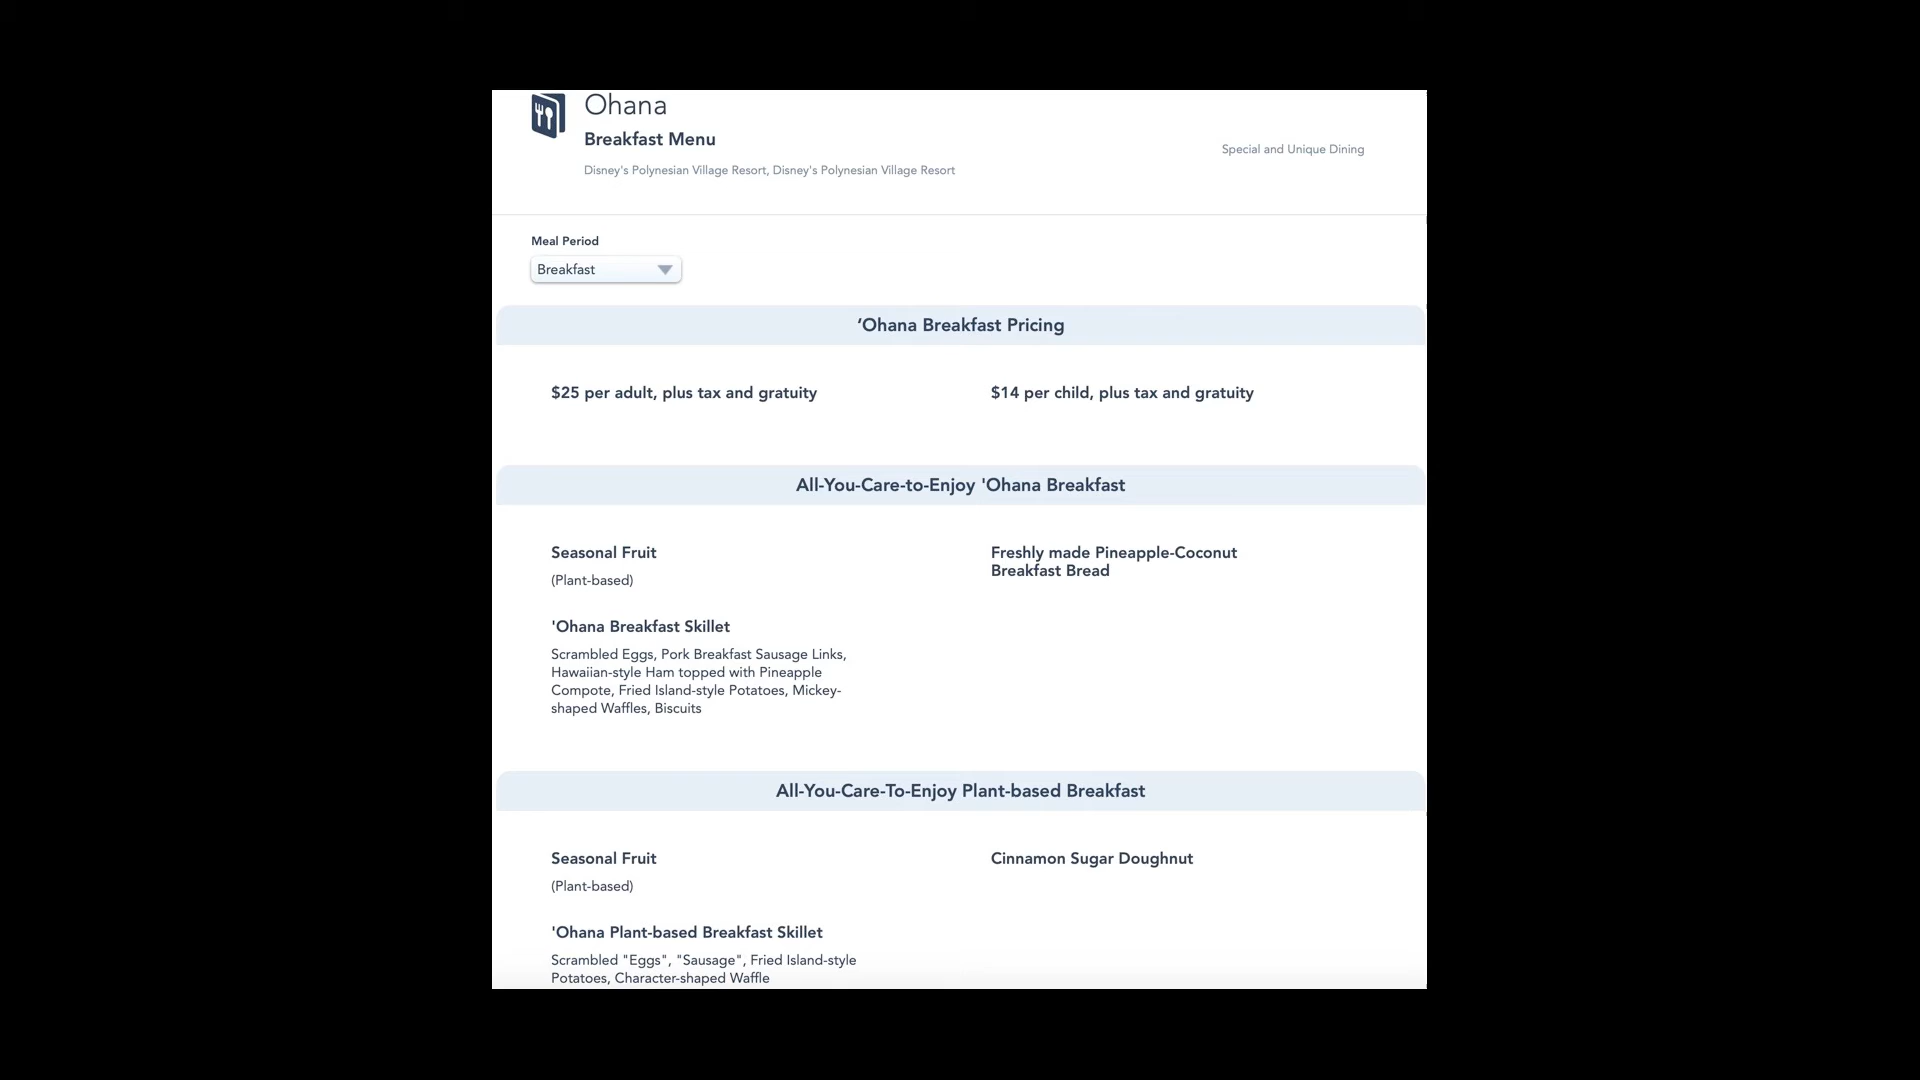 Ohana
Breakfast Menu
Special and Unique Dining
Disney's Polynesian Village Resort, Disney's Polynesian Village Resort
Meal Period
Breakfast
‘Ohana Breakfast Pricing
$25 per adult, plus tax and gratuity
$14 per child, plus tax and gratuity
All-You-Care-to-Enjoy 'Ohana Breakfast
Seasonal Fruit
(Plant-based)
Freshly made Pineapple-Coconut
Breakfast Bread
'Ohana Breakfast Skillet
Scrambled Eggs, Pork Breakfast Sausage Links,
Hawaiian-style Ham topped with Pineapple
Compote, Fried Island-style Potatoes, Mickey-
shaped Waffles, Biscuits
All-You-Care-To-Enjoy Plant-based Breakfast
Seasonal Fruit
(Plant-based)
Cinnamon Sugar Doughnut
'Ohana Plant-based Breakfast Skillet
Scrambled "Eggs", "Sausage", Fried Island-style
Potatoes, Character-shaped Waffle